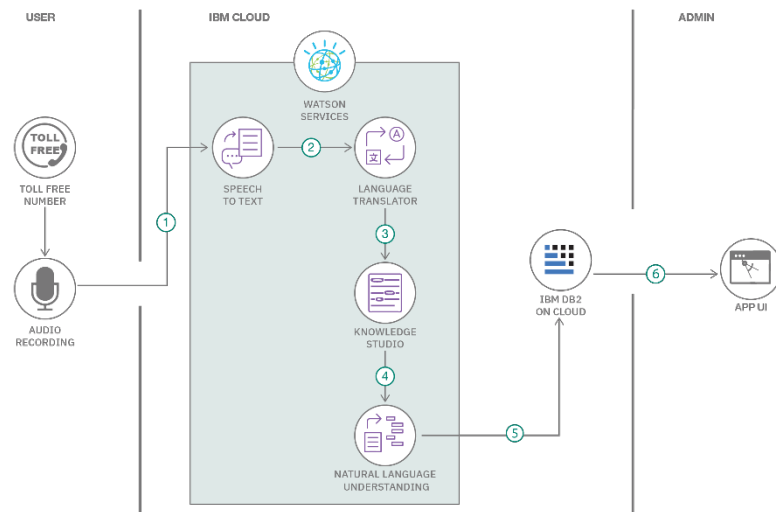 USER
IBM CLOUD
ADMIN
WATSON
SERVICES
TOLL
FREE
TOLL FREE
NUMBER
1
SPEECH
TO TEXT
2
A
文
LANGUAGE
TRANSLATOR
3
AUDIO
RECORDING
KNOWLEDGE
STUDIO
4
NATURAL LANGUAGE
UNDERSTANDING
5
IBM DB2
ON CLOUD
6
APP UI